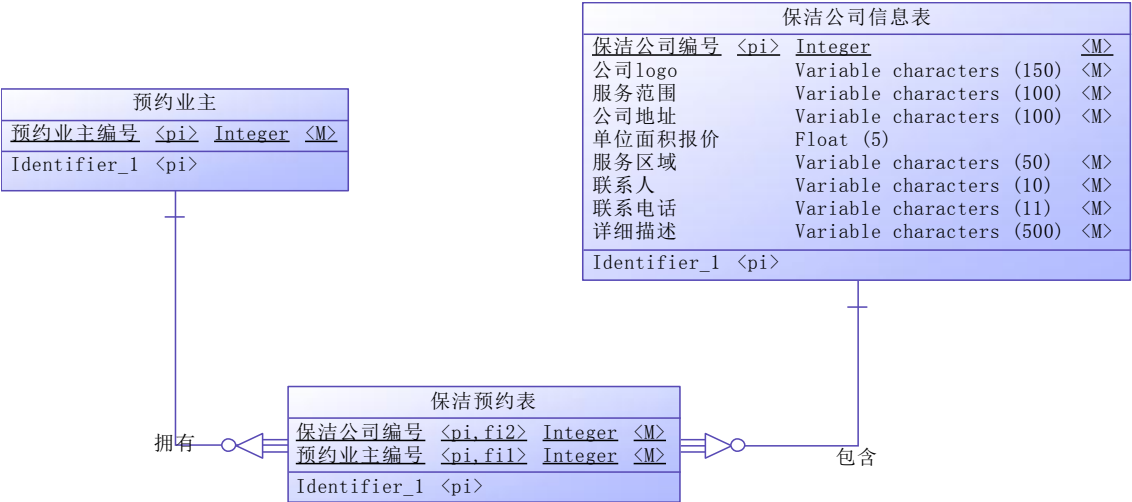 保洁公司信息表
保洁公司编号 <pi> Integer <M>
公司logo Variable characters (150) <M>
服务范围 Variable characters (100) <M>
公司地址 Variable characters (100) <M>
单位面积报价 Float (5)
服务区域 Variable characters (50) <M>
联系人 Variable characters (10) <M>
联系电话 Variable characters (11) <M>
详细描述 Variable characters (500) <M>
Identifier_1 <pi>
预约业主
预约业主编号 <pi> Integer <M>
Identifier_1 <pi>
保洁预约表
保洁公司编号 <pi,fi2> Integer <M>
预约业主编号 <pi,fi1> Integer <M>
Identifier_1 <pi>
拥有
包含